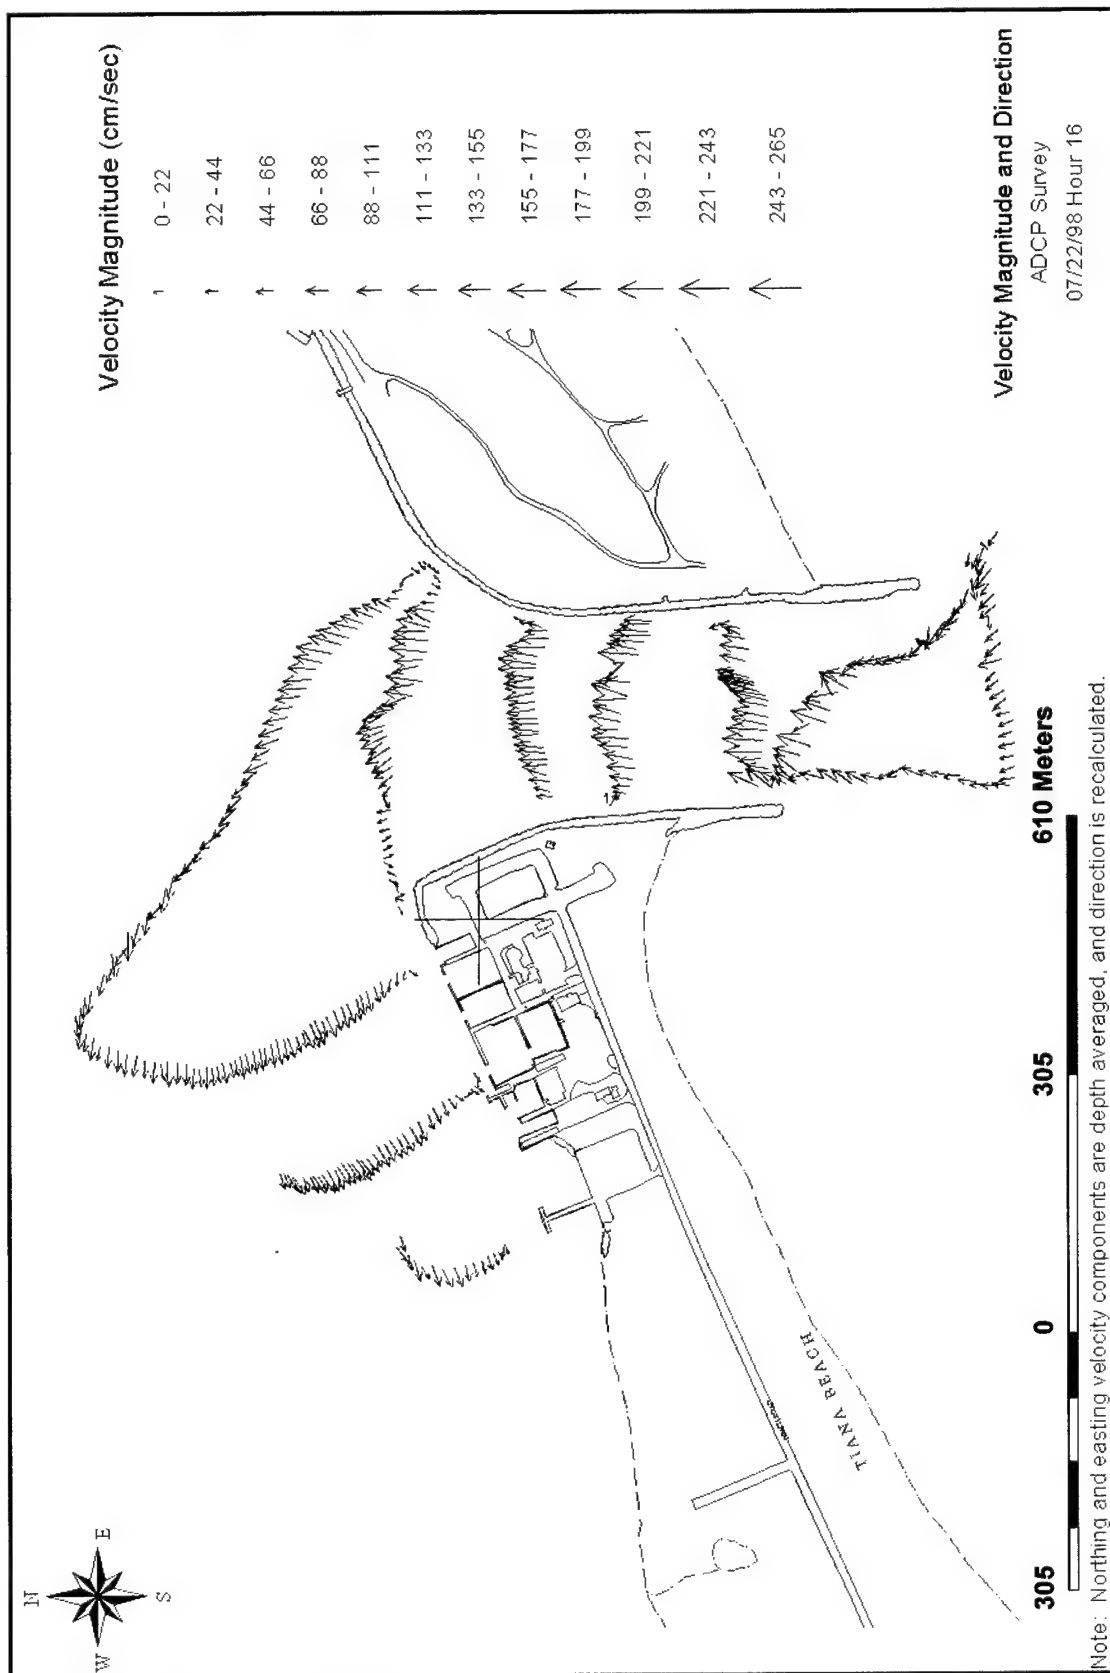 N
W
E
S
Velocity Magnitude (cm/sec)
0 - 22
22 - 44
44 - 66
66 - 88
88 - 111
111 - 133
133 - 155
155 - 177
177 - 199
199 - 221
221 - 243
243 - 265
TIANA BEACH
Velocity Magnitude and Direction
ADCP Survey
07/22/98 Hour 16
305
0
305
610 Meters
Note: Northing and easting velocity components are depth averaged, and direction is recalculated.